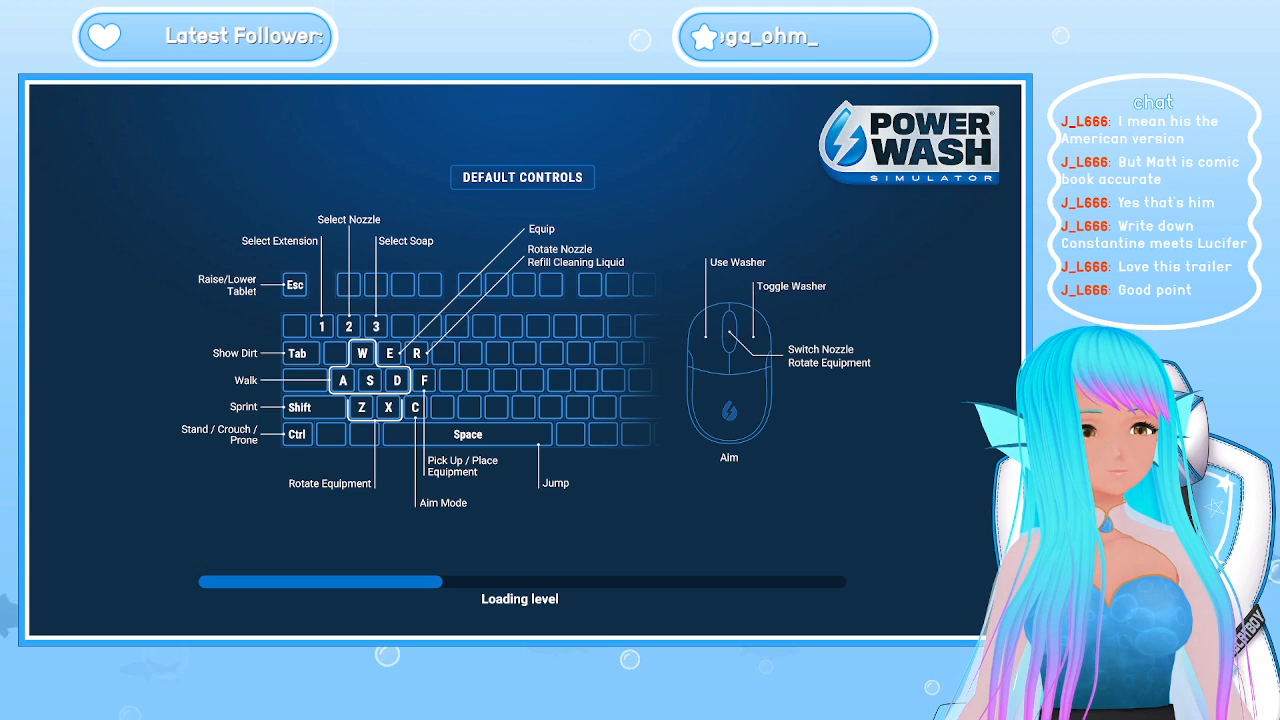 Latest Follower:
ga_ohm_
chat
J_L666: I mean his the
American version
J_L666: But Matt is comic
book accurate
J_L666: Yes that's him
J_L666: Write down
Constantine meets Lucifer
J_L666: Love this trailer
J_L666: Good point
POWER
WASH
SIMULATOR
DEFAULT CONTROLS
Select Nozzle
Select Extension
Select Soap
Equip
Rotate Nozzle
Refill Cleaning Liquid
Raise/Lower
Tablet
Esc
1 2 3
Show Dirt
Tab W E R
Walk
A S D F
Sprint
Shift Z X C
Stand / Crouch /
Prone
Ctrl Space
Rotate Equipment
Pick Up / Place
Equipment
Aim Mode
Jump
Use Washer
Toggle Washer
Switch Nozzle
Rotate Equipment
Aim
Loading level